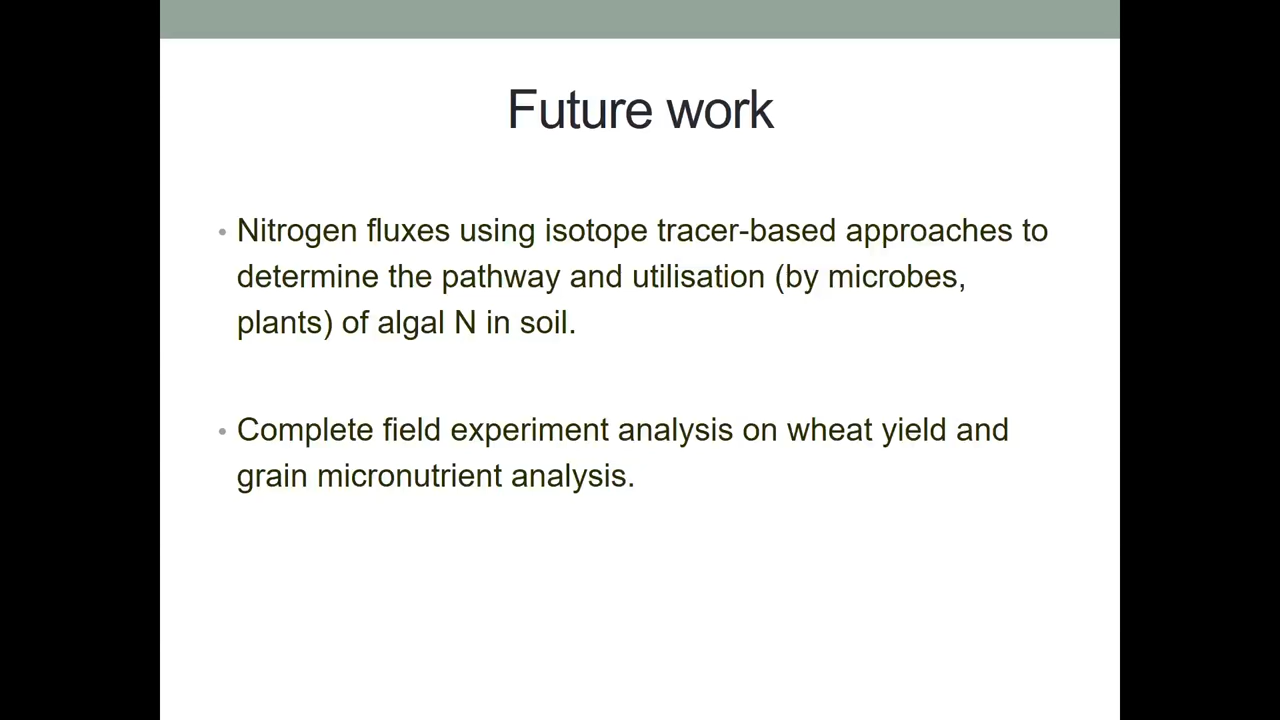 Future work
• Nitrogen fluxes using isotope tracer-based approaches to
determine the pathway and utilisation (by microbes,
plants) of algal N in soil.
• Complete field experiment analysis on wheat yield and
grain micronutrient analysis.